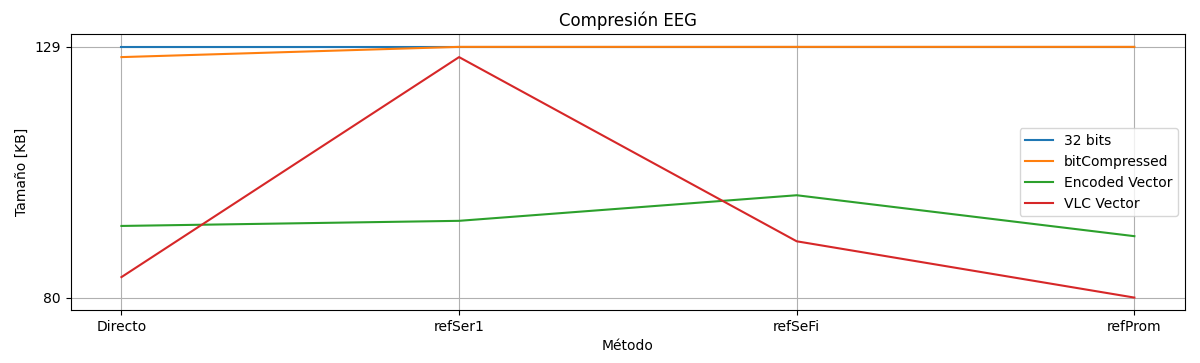 Compresión EEG
129
Tamaño [KB]
80
32 bits
bitCompressed
Encoded Vector
VLC Vector
Directo
refSer1
refSeFi
refProm
Método